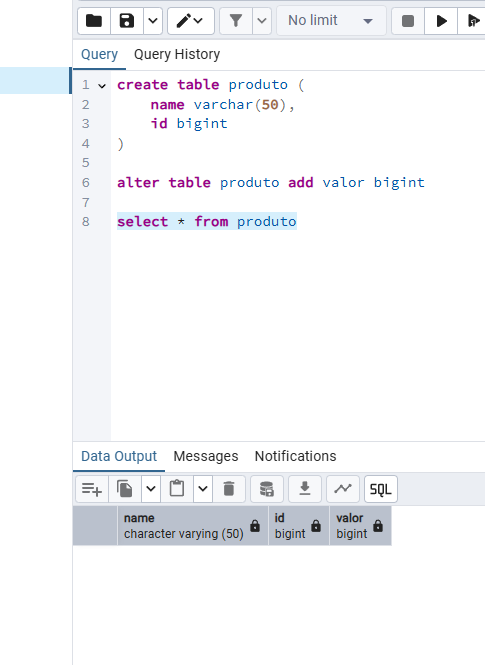 No limit
Query Query History
1 create table produto (
2 name varchar(50),
3 id bigint
4 )
5
6 alter table produto add valor bigint
7
8 select * from produto
Data Output Messages Notifications
SQL
name id valor
character varying (50) bigint bigint